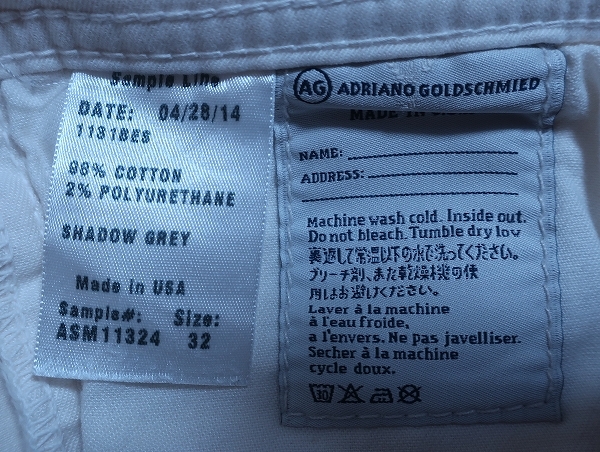 Sample Line
DATE: 04/28/14
1131BES
98% COTTON
2% POLYURETHANE
SHADOW GREY
Made in USA
Sample#: Size:
ASM11324 32
AG ADRIANO GOLDSCHMIED
MADE IN U.S.A.
NAME:
ADDRESS:
Machine wash cold. Inside out.
Do not bleach. Tumble dry low
裏返して常温以下の水で洗ってください。
ブリーチ剤、また乾燥機の使
用はお避けください。
Laver à la machine
à l'eau froide,
a l'envers. Ne pas javelliser.
Secher à la machine
cycle doux.
30